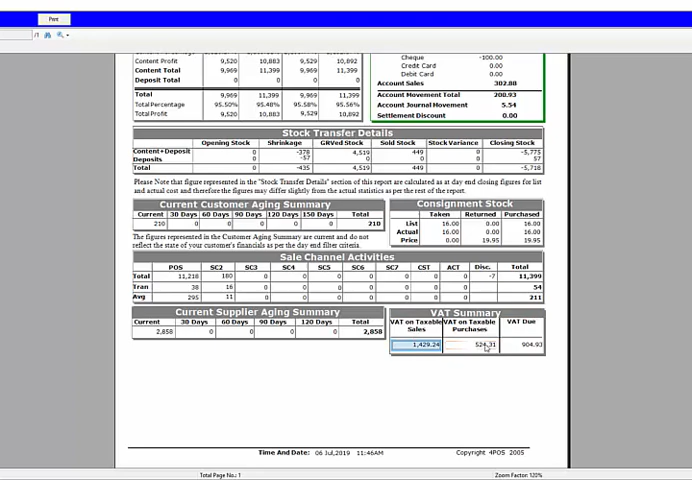 Print
/1
Content Profit 9,520 10,883 9,529 10,892
Content Total 9,969 11,399 9,969 11,399
Deposit Total 0 0 0 0
Total 9,969 11,399 9,969 11,399
Total Percentage 95.50% 95.48% 95.58% 95.56%
Total Profit 9,520 10,883 9,529 10,892
Cheque -100.00
Credit Card 0.00
Debit Card 0.00
Account Sales 302.88
Account Movement Total 208.93
Account Journal Movement 5.54
Settlement Discount 0.00
Stock Transfer Details
Opening Stock Shrinkage GRVed Stock Sold Stock Stock Variance Closing Stock
Content+Deposit 0 -378 4,519 449 0 -5,775
Deposits 0 -57 0 0 0 57
Total 0 -435 4,519 449 0 -5,718
Please Note that figure represented in the "Stock Transfer Details" section of this report are calculated as at day end closing figures for list
and actual cost and therefore the figures may differ slightly from the actual statistics as per the rest of the report.
Current Customer Aging Summary
Current 30 Days 60 Days 90 Days 120 Days 150 Days Total
210 0 0 0 0 0 210
The figures represented in the Customer Aging Summary are current and do not
reflect the state of your customer's financials as per the day end filter criteria.
Consignment Stock
Taken Returned Purchased
List 16.00 0.00 16.00
Actual 16.00 0.00 16.00
Price 0.00 19.95 19.95
Sale Channel Activities
POS SC2 SC3 SC4 SC5 SC6 SC7 CST ACT Disc. Total
Total 11,218 180 0 0 0 0 0 0 0 -7 11,399
Tran 38 16 0 0 0 0 0 0 0 54
Avg 295 11 0 0 0 0 0 0 0 211
Current Supplier Aging Summary
Current 30 Days 60 Days 90 Days 120 Days Total
2,858 0 0 0 0 2,858
VAT Summary
VAT on Taxable Sales VAT on Taxable Purchases VAT Due
1,429.24 524.31 904.93
Time And Date: 06 Jul,2019 11:46AM Copyright 4POS 2005
Total Page No.: 1 Zoom Factor: 120%